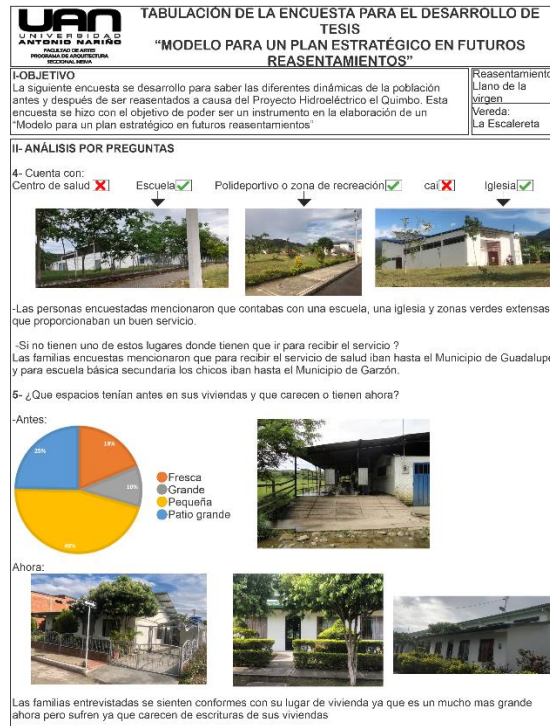 UAN
UNIVERSIDAD
ANTONIO NARIÑO
FACULTAD DE ARTES
PROGRAMA DE ARQUITECTURA
SECCIONAL NEIVA
TABULACIÓN DE LA ENCUESTA PARA EL DESARROLLO DE
TESIS
“MODELO PARA UN PLAN ESTRATÉGICO EN FUTUROS
REASENTAMIENTOS”
I-OBJETIVO
La siguiente encuesta se desarrollo para saber las diferentes dinámicas de la población
antes y después de ser reasentados a causa del Proyecto Hidroeléctrico el Quimbo. Esta
encuesta se hizo con el objetivo de poder ser un instrumento en la elaboración de un
“Modelo para un plan estratégico en futuros reasentamientos”
Reasentamiento
Llano de la
virgen
Vereda:
La Escalereta
II- ANÁLISIS POR PREGUNTAS
4- Cuenta con:
Centro de salud Escuela Polideportivo o zona de recreación cai Iglesia
-Las personas encuestadas mencionaron que contabas con una escuela, una iglesia y zonas verdes extensas
que proporcionaban un buen servicio.
-Si no tienen uno de estos lugares donde tienen que ir para recibir el servicio ?
Las familias encuestas mencionaron que para recibir el servicio de salud iban hasta el Municipio de Guadalupe
y para escuela básica secundaria los chicos iban hasta el Municipio de Garzón.
5- ¿Que espacios tenían antes en sus viviendas y que carecen o tienen ahora?
-Antes:
25%
10%
Fresca
Grande
Pequeña
Patio grande
Ahora:
Las familias entrevistadas se sienten conformes con su lugar de vivienda ya que es un mucho mas grande
ahora pero sufren ya que carecen de escrituras de sus viviendas